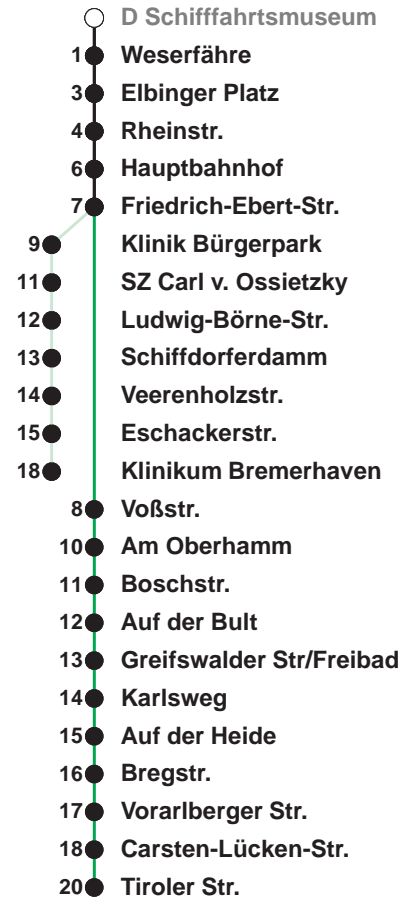 D Schifffahrtsmuseum
1 Weserfähre
3 Elbinger Platz
4 Rheinstr.
6 Hauptbahnhof
7 Friedrich-Ebert-Str.
9 Klinik Bürgerpark
11 SZ Carl v. Ossietzky
12 Ludwig-Börne-Str.
13 Schiffdorferdamm
14 Veerenholzstr.
15 Eschackerstr.
18 Klinikum Bremerhaven
8 Voßstr.
10 Am Oberhamm
11 Boschstr.
12 Auf der Bult
13 Greifswalder Str/Freibad
14 Karlsweg
15 Auf der Heide
16 Bregstr.
17 Vorarlberger Str.
18 Carsten-Lücken-Str.
20 Tiroler Str.